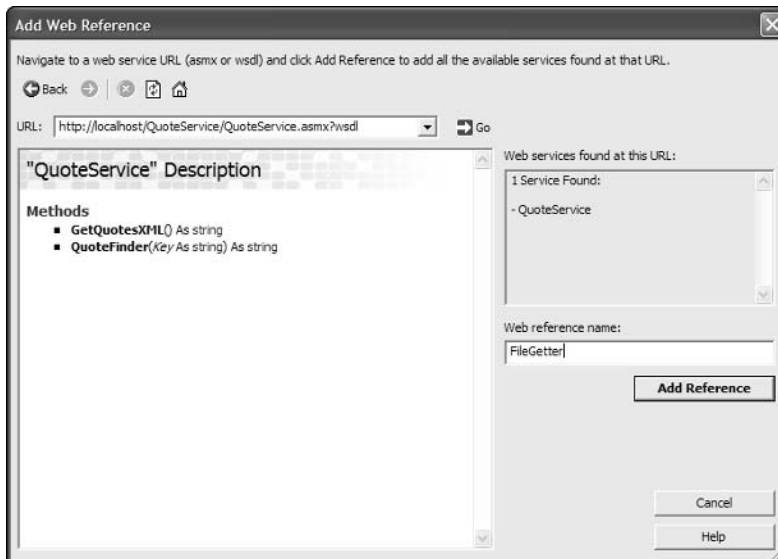 Add Web Reference
Navigate to a web service URL (asmx or wsdl) and click Add Reference to add all the available services found at that URL.
Back
URL: http://localhost/QuoteService/QuoteService.asmx?wsdl Go
"QuoteService" Description
Methods
GetQuotesXML() As string
QuoteFinder(Key As string) As string
Web services found at this URL:
1 Service Found:
- QuoteService
Web reference name:
FileGetter
Add Reference
Cancel
Help